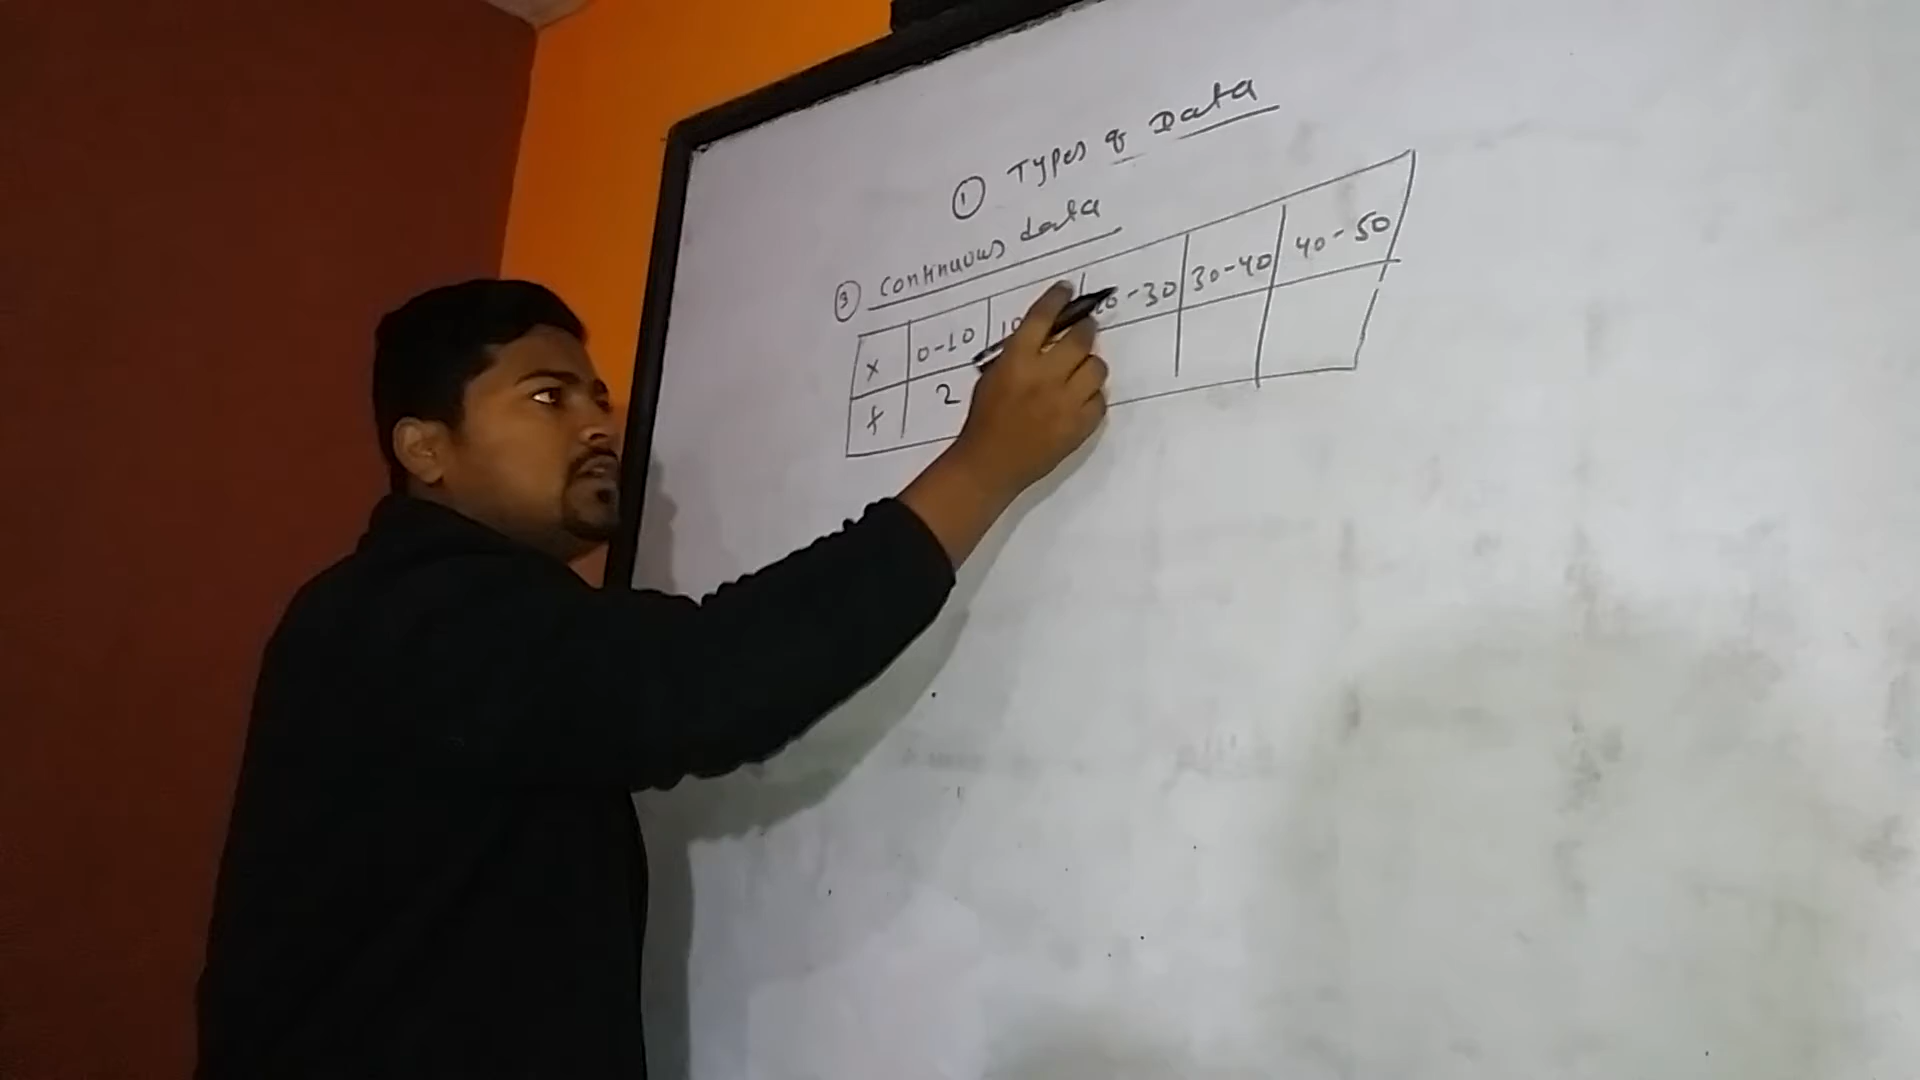 ① Types of Data
③ Continuous data
x 0-10 10 20-30 30-40 40-50
f 2